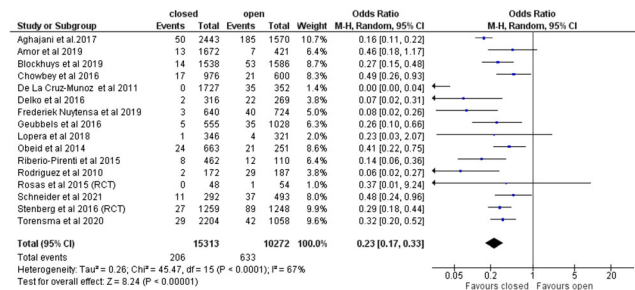 closed open Odds Ratio Odds Ratio
Study or Subgroup Events Total Events Total Weight M-H, Random, 95% CI M-H, Random, 95% CI
Aghajani et al.2017 50 2443 185 1570 10.7% 0.16 [0.11, 0.22]
Amor et al 2019 13 1672 7 421 5.5% 0.46 [0.18, 1.17]
Blockhuys et al 2019 14 1538 53 1586 8.3% 0.27 [0.15, 0.48]
Chowbey et al 2016 17 976 21 600 7.9% 0.49 [0.26, 0.93]
De La Cruz-Munoz et al 2011 0 1727 35 352 1.0% 0.00 [0.00, 0.04]
Delko et al 2016 2 316 22 269 3.2% 0.07 [0.02, 0.31]
Frederiek Nuytensa et al 2019 3 640 40 724 4.2% 0.08 [0.02, 0.26]
Geubbels et al 2016 5 555 35 1028 5.4% 0.26 [0.10, 0.66]
Lopera et al 2018 1 346 4 321 1.6% 0.23 [0.03, 2.07]
Obeid et al 2014 24 663 21 251 8.2% 0.41 [0.22, 0.75]
Riberio-Pirenti et al 2015 8 462 12 110 5.6% 0.14 [0.06, 0.36]
Rodriguez et al 2010 2 172 29 187 3.2% 0.06 [0.02, 0.27]
Rosas et al 2015 (RCT) 0 48 1 54 0.8% 0.37 [0.01, 9.24]
Schneider et al 2021 11 292 37 493 7.5% 0.48 [0.24, 0.96]
Stenberg et al 2016 (RCT) 27 1259 89 1248 9.8% 0.29 [0.18, 0.44]
Torensma et al 2020 29 2204 42 1058 9.5% 0.32 [0.20, 0.52]
Total (95% CI) 15313 10272 100.0% 0.23 [0.17, 0.33]
Total events 206 633
Heterogeneity: Tau² = 0.26; Chi² = 45.47, df = 15 (P < 0.0001); I² = 67%
Test for overall effect: Z = 8.24 (P < 0.00001)
0.05 0.2 1 5 20
Favours closed Favours open